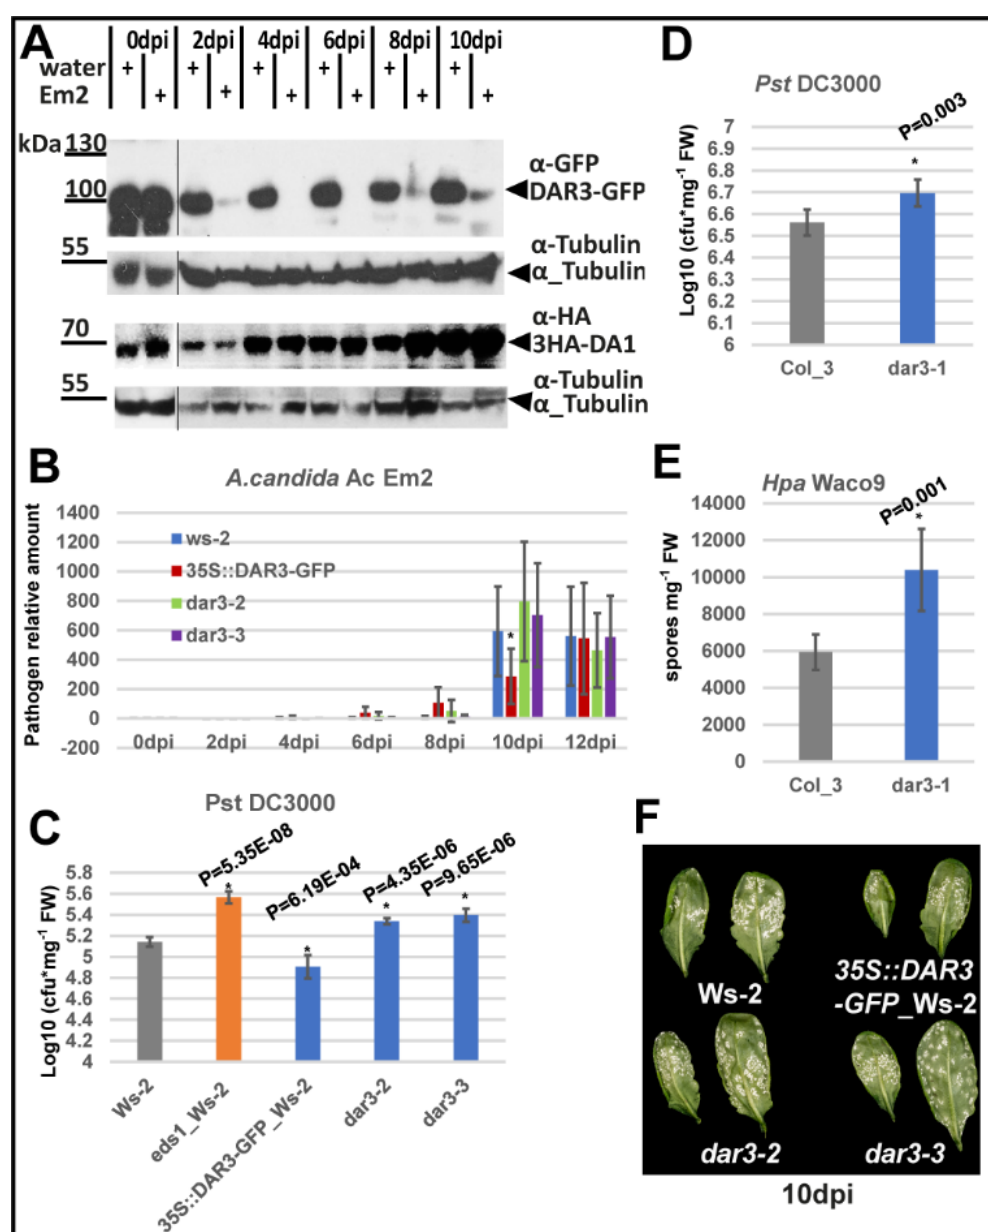 A
0dpi 2dpi 4dpi 6dpi 8dpi 10dpi
water + + + + + +
Em2 + + + + + +
kDa 130
α-GFP
100 DAR3-GFP
55 α-Tubulin
α_Tubulin
α-HA
70 3HA-DA1
α-Tubulin
55 α_Tubulin
B
A.candida Ac Em2
Pathogen relative amount
1400
1200
1000
800
600
400
200
0
-200
ws-2
35S::DAR3-GFP
dar3-2
dar3-3
*
0dpi 2dpi 4dpi 6dpi 8dpi 10dpi 12dpi
C
Pst DC3000
Log10 (cfu*mg-1 FW)
5.8
5.6
5.4
5.2
5
4.8
4.6
4.4
4.2
4
P=5.35E-08
*
P=6.19E-04
*
P=4.35E-06
*
P=9.65E-06
*
Ws-2
eds1_Ws-2
35S::DAR3-GFP_Ws-2
dar3-2
dar3-3
D
Pst DC3000
Log10 (cfu*mg-1 FW)
7
6.9
6.8
6.7
6.6
6.5
6.4
6.3
6.2
6.1
6
P=0.003
*
Col_3 dar3-1
E
Hpa Waco9
spores mg-1 FW
14000
12000
10000
8000
6000
4000
2000
0
P=0.001
*
Col_3 dar3-1
F
Ws-2
35S::DAR3
-GFP_Ws-2
dar3-2 dar3-3
10dpi